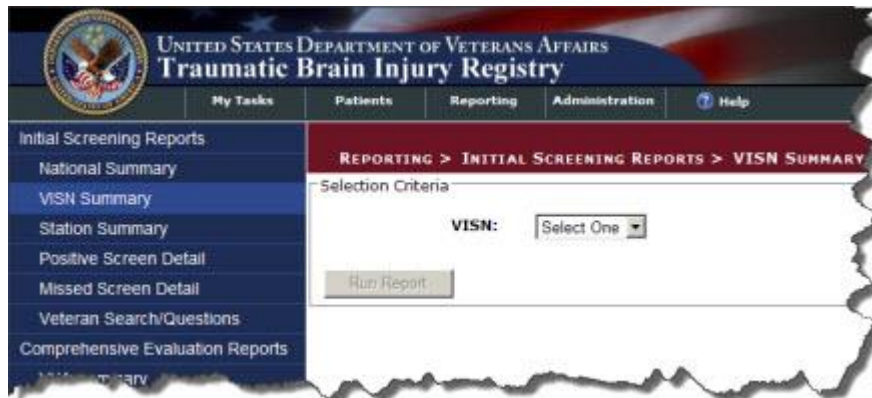 UNITED STATES DEPARTMENT OF VETERANS AFFAIRS
Traumatic Brain Injury Registry
My Tasks Patients Reporting Administration ? Help
Initial Screening Reports
National Summary
VISN Summary
Station Summary
Positive Screen Detail
Missed Screen Detail
Veteran Search/Questions
Comprehensive Evaluation Reports
REPORTING > INITIAL SCREENING REPORTS > VISN SUMMARY
Selection Criteria
VISN: Select One
Run Report